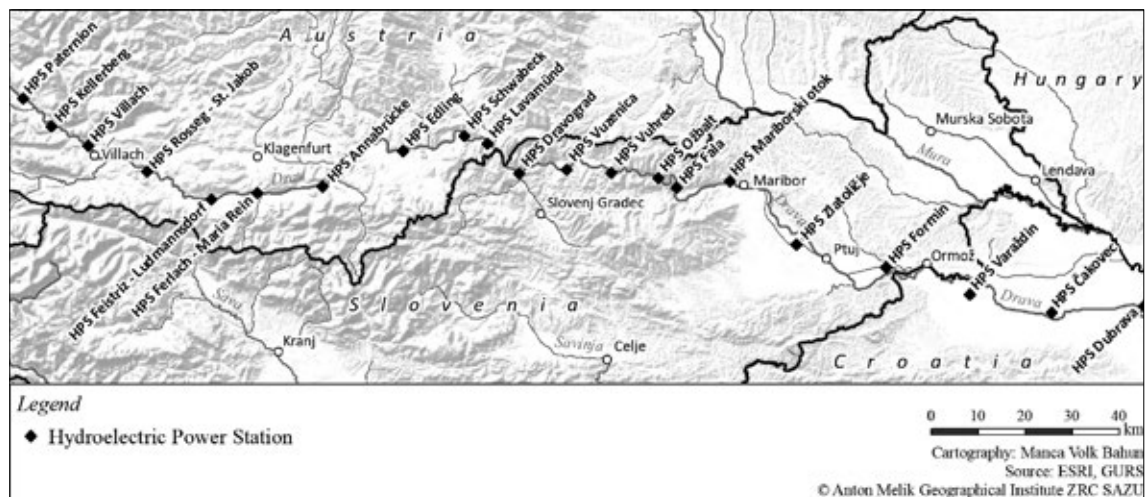 Austria
Hungary
HPS Paternion
HPS Kellerberg
HPS Villach
Villach
HPS Rosseg - St. Jakob
Klagenfurt
HPS Feistriz - Ludmannsdorf
HPS Ferlach - Maria Rein
HPS Annabrücke
HPS Edling
HPS Schwabeck
HPS Lavamünd
HPS Dravograd
HPS Vuzenica
HPS Vuhred
HPS Ožbalt
HPS Fala
HPS Mariborski otok
Maribor
Slovenj Gradec
Murska Sobota
Mura
Lendava
Drava
HPS Zlatoličje
Ptuj
HPS Formin
Ormož
HPS Varaždin
Drava
HPS Čakovec
HPS Dubrava
Slovenia
Sava
Kranj
Savinja
Celje
Croatia
Legend
Hydroelectric Power Station
0 10 20 30 40
km
Cartography: Manca Volk Bahun
Source: ESRI, GURS
© Anton Melik Geographical Institute ZRC SAZU